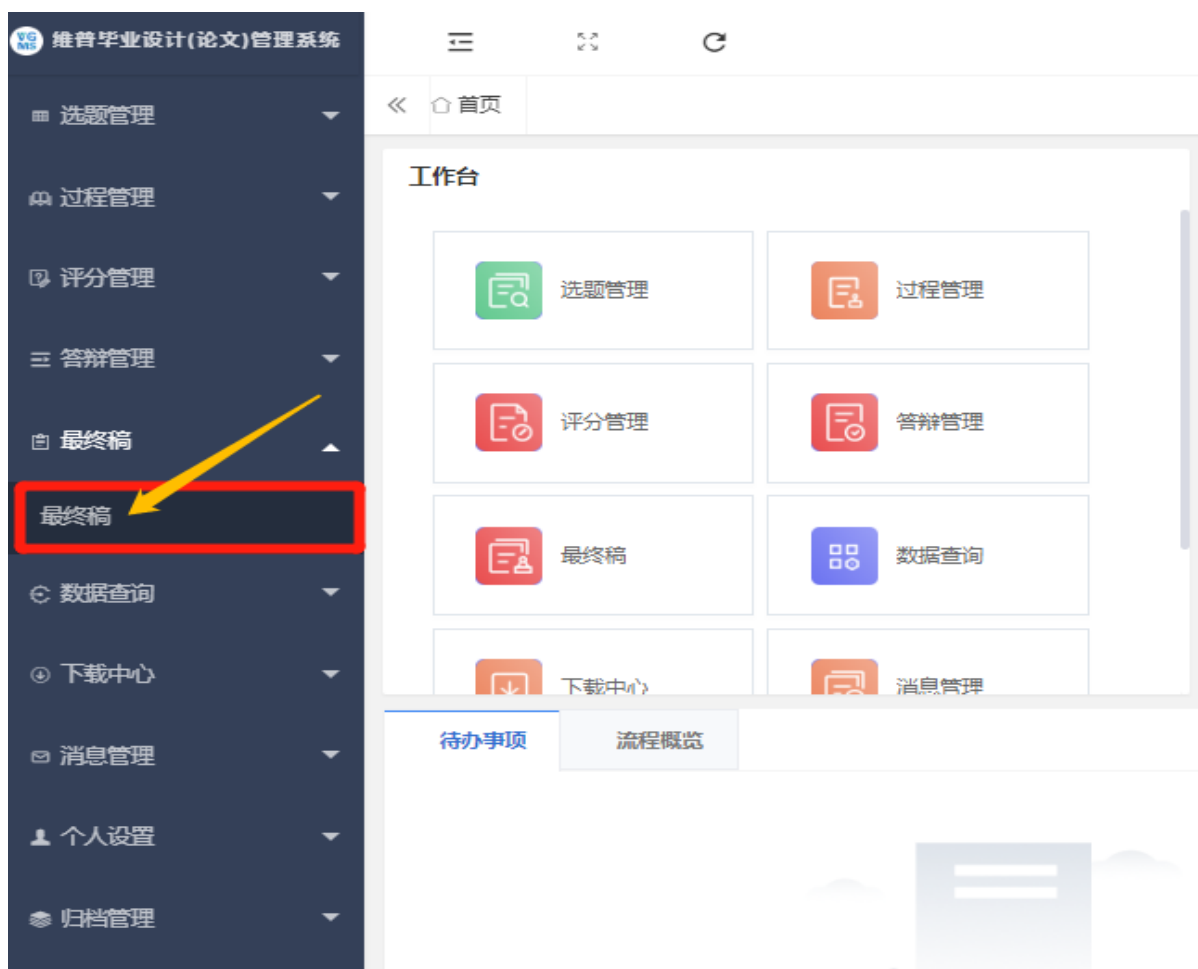 VG MS 维普毕业设计(论文)管理系统
选题管理
过程管理
评分管理
答辩管理
最终稿
最终稿
数据查询
下载中心
消息管理
个人设置
归档管理
首页
工作台
选题管理 过程管理
评分管理 答辩管理
最终稿 数据查询
下载中心 消息管理
待办事项 流程概览